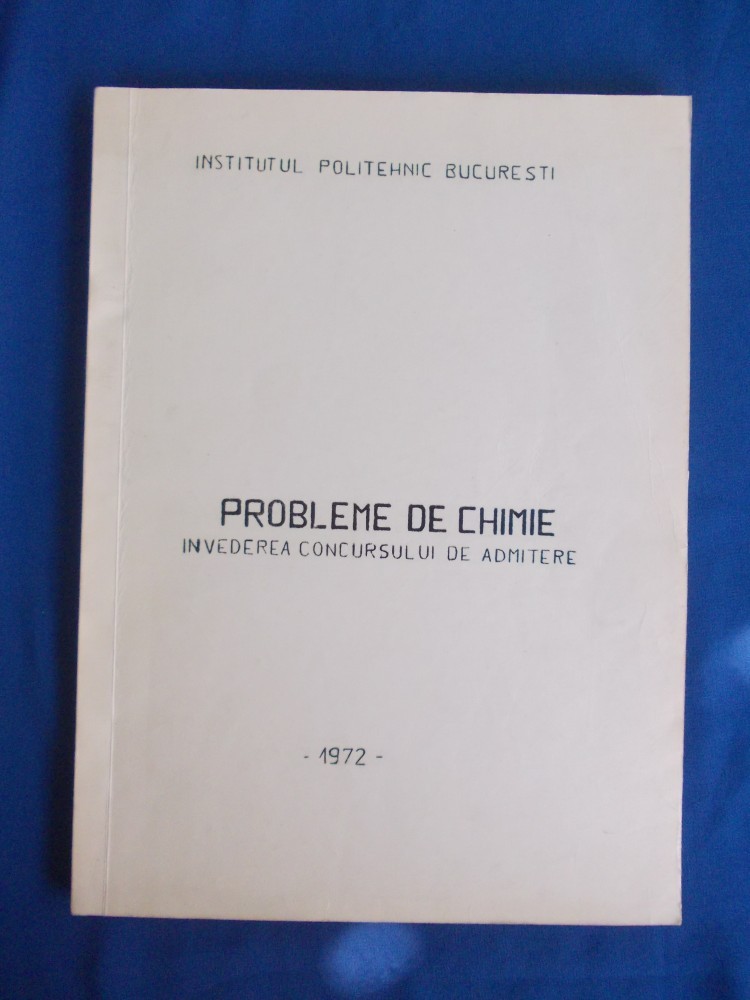 INSTITUTUL POLITEHNIC BUCURESTI
PROBLEME DE CHIMIE
INVEDEREA CONCURSULUI DE ADMITERE
- 1972 -